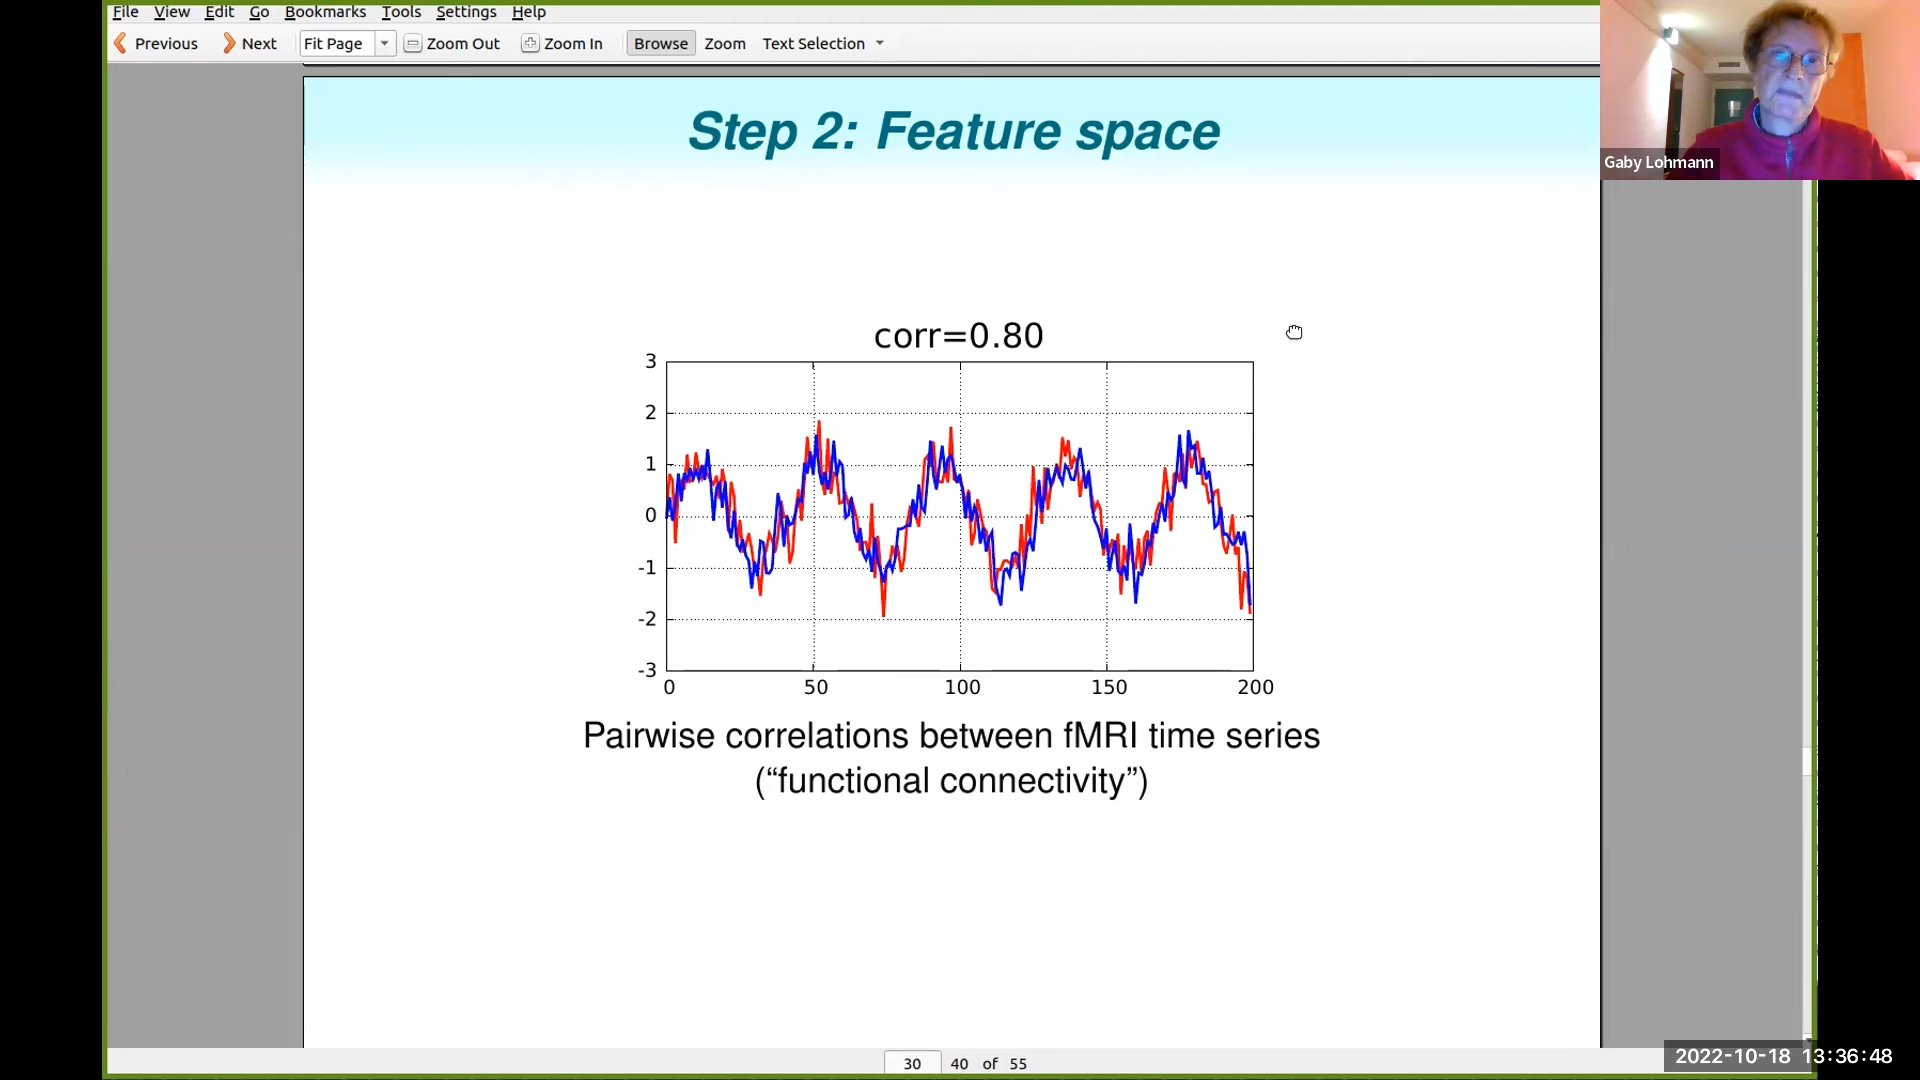 File View Edit Go Bookmarks Tools Settings Help
Previous Next Fit Page Zoom Out Zoom In Browse Zoom Text Selection
Gaby Lohmann
Step 2: Feature space
corr=0.80
3
2
1
0
-1
-2
-3
0 50 100 150 200
Pairwise correlations between fMRI time series
(“functional connectivity”)
30 40 of 55
2022-10-18 13:36:48